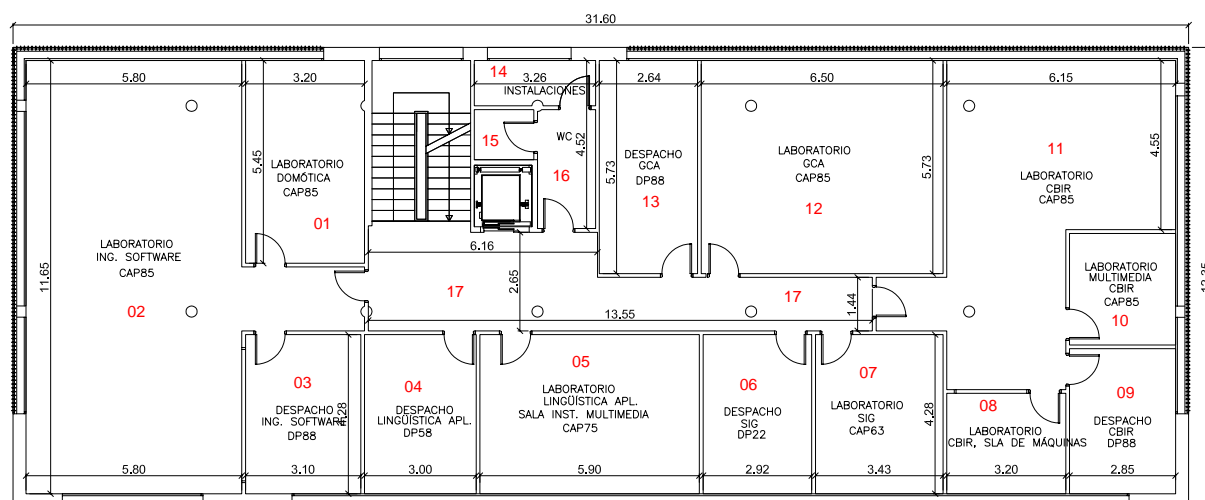 31.60
5.80
3.20
14
3.26
INSTALACIONES
2.64
6.50
6.15
15
WC
4.52
16
5.45
LABORATORIO
DOMÓTICA
CAP85
01
DESPACHO
GCA
DP88
13
5.73
LABORATORIO
GCA
CAP85
12
5.73
11
LABORATORIO
CBIR
CAP85
4.55
LABORATORIO
ING. SOFTWARE
CAP85
02
11.65
6.16
2.65
17
13.55
17
1.44
LABORATORIO
MULTIMEDIA
CBIR
CAP85
10
03
DESPACHO
ING. SOFTWARE
DP88
4.28
04
DESPACHO
LINGÜÍSTICA APL.
DP58
05
LABORATORIO
LINGÜÍSTICA APL.
SALA INST. MULTIMEDIA
CAP75
06
DESPACHO
SIG
DP22
07
LABORATORIO
SIG
CAP63
4.28
08
LABORATORIO
CBIR, SLA DE MÁQUINAS
09
DESPACHO
CBIR
DP88
5.80
3.10
3.00
5.90
2.92
3.43
3.20
2.85